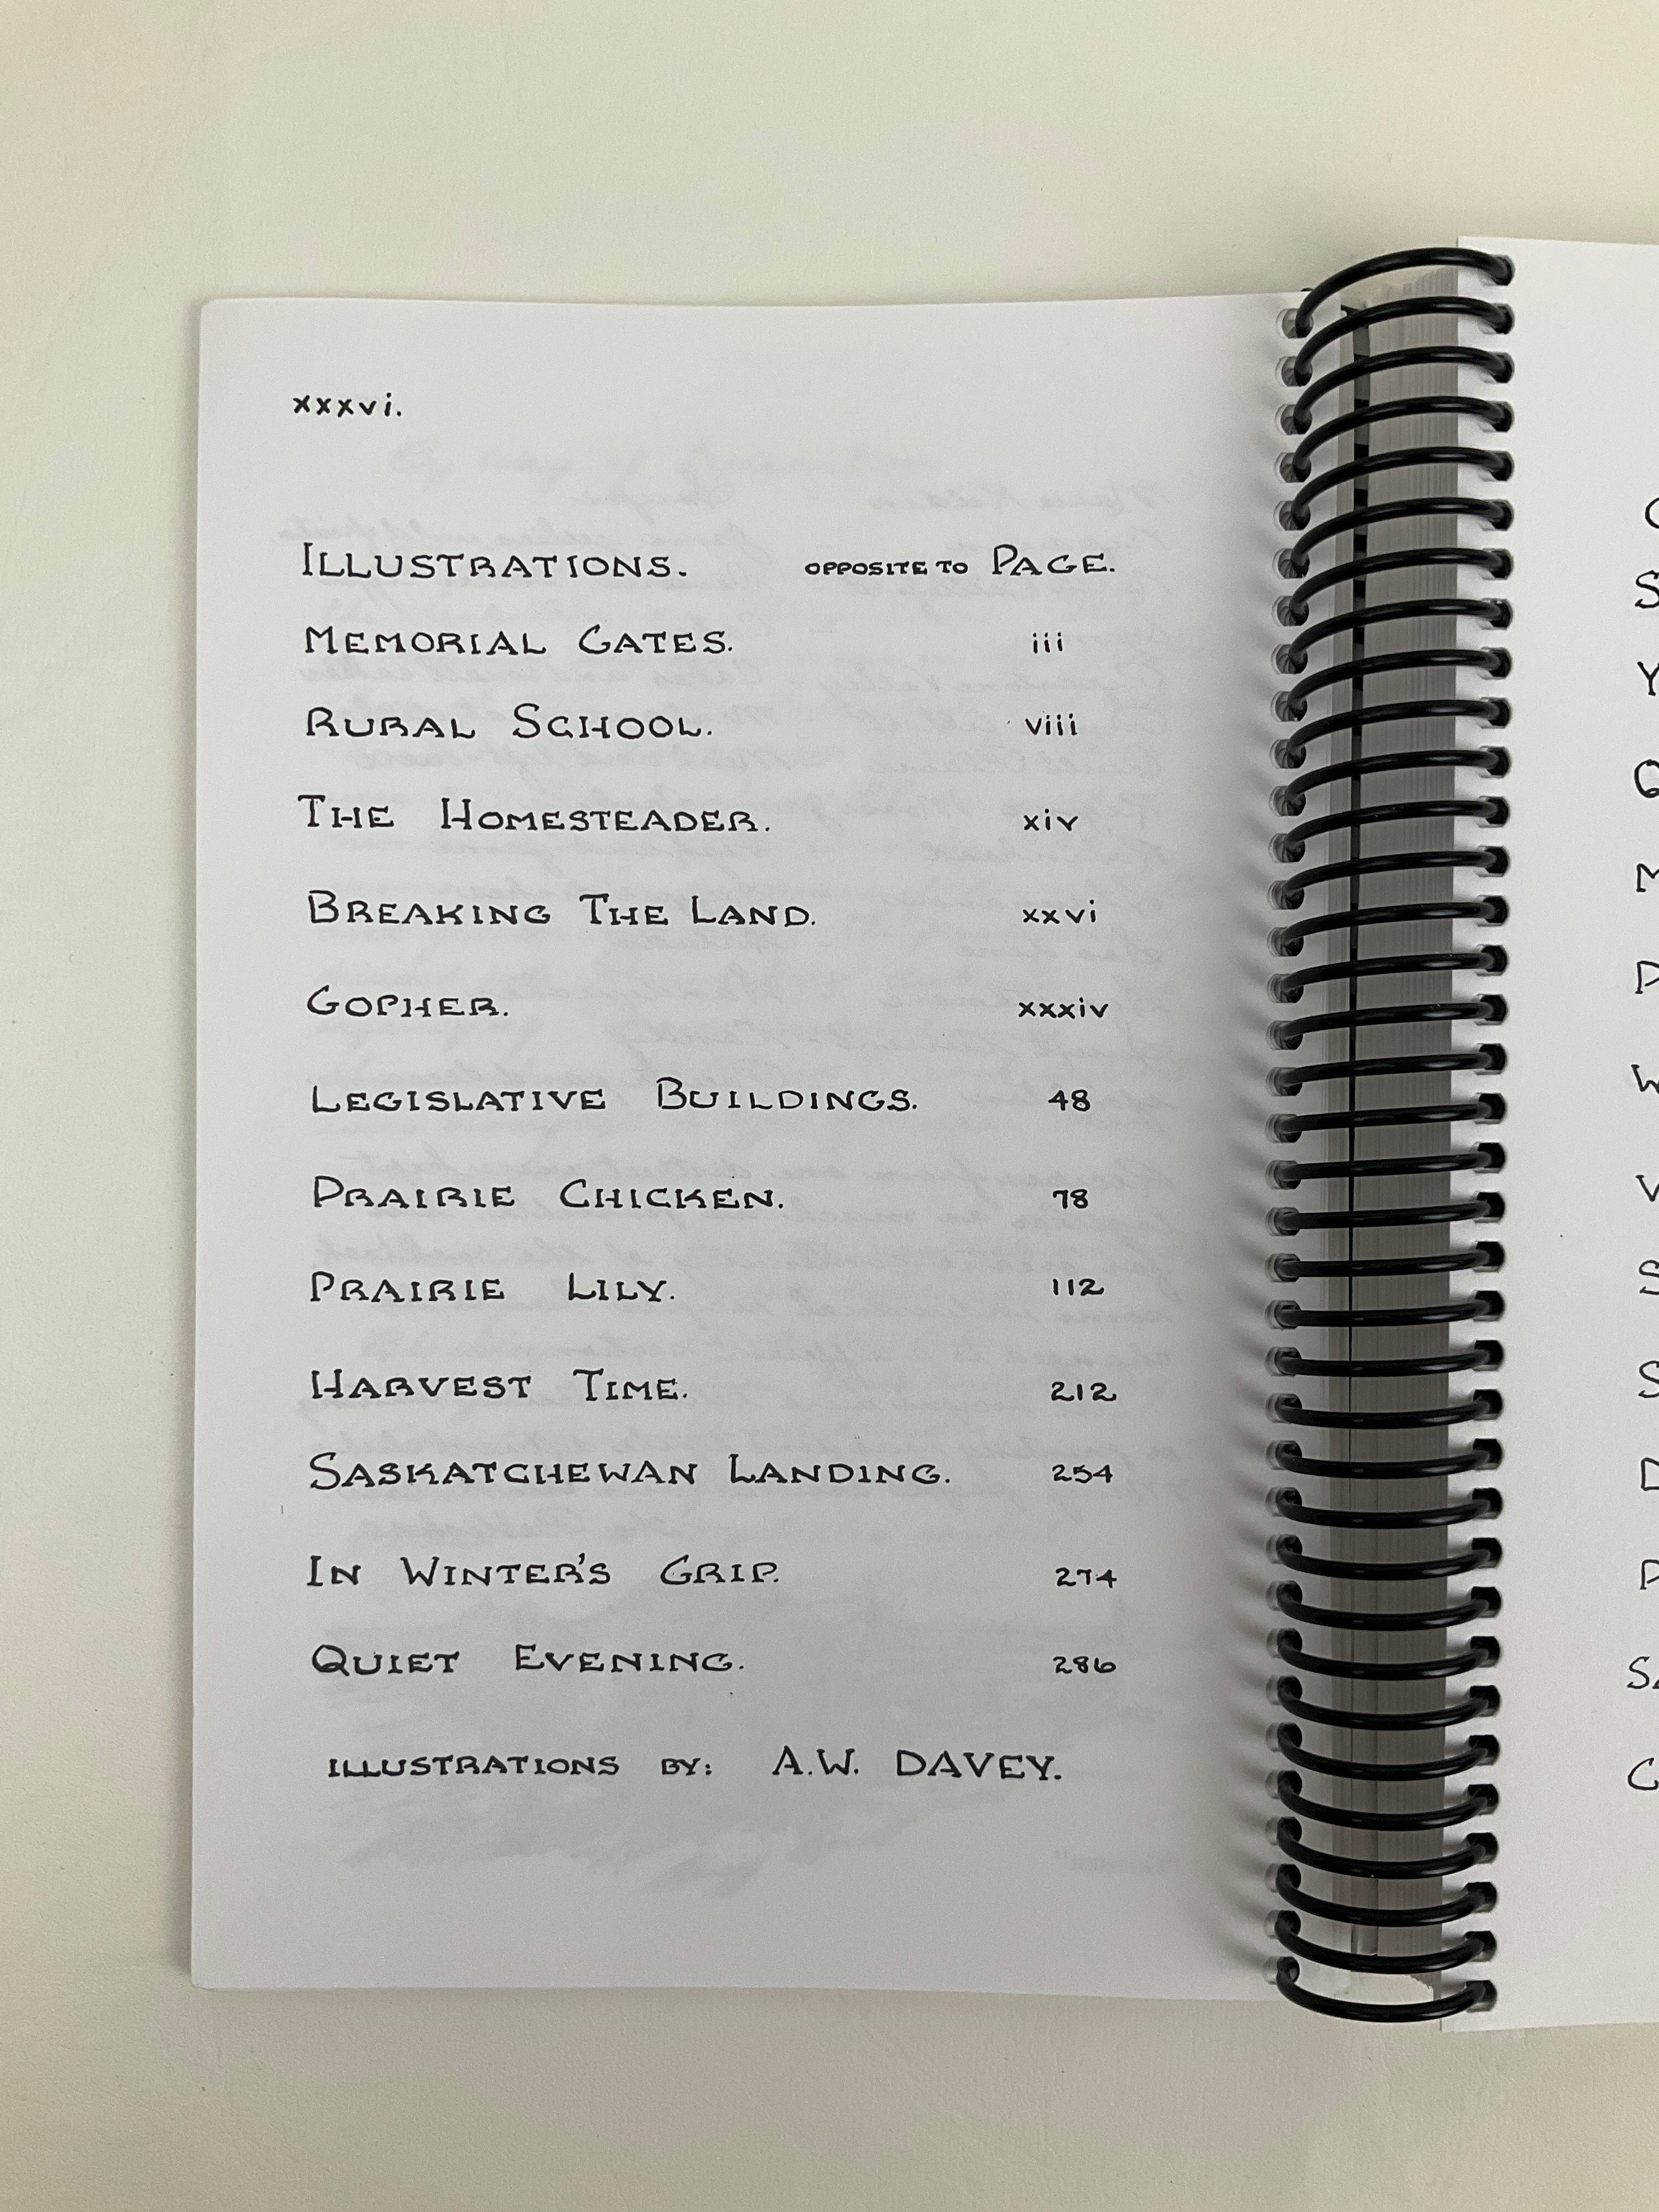 xxxvi.
ILLUSTRATIONS. OPPOSITE TO PAGE.
MEMORIAL GATES. iii
RURAL SCHOOL. viii
THE HOMESTEADER. xiv
BREAKING THE LAND. xxvi
GOPHER. xxxiv
LEGISLATIVE BUILDINGS. 48
PRAIRIE CHICKEN. 78
PRAIRIE LILY. 112
HARVEST TIME. 212
SASKATCHEWAN LANDING. 254
IN WINTER'S GRIP. 274
QUIET EVENING. 286
ILLUSTRATIONS BY: A.W. DAVEY.